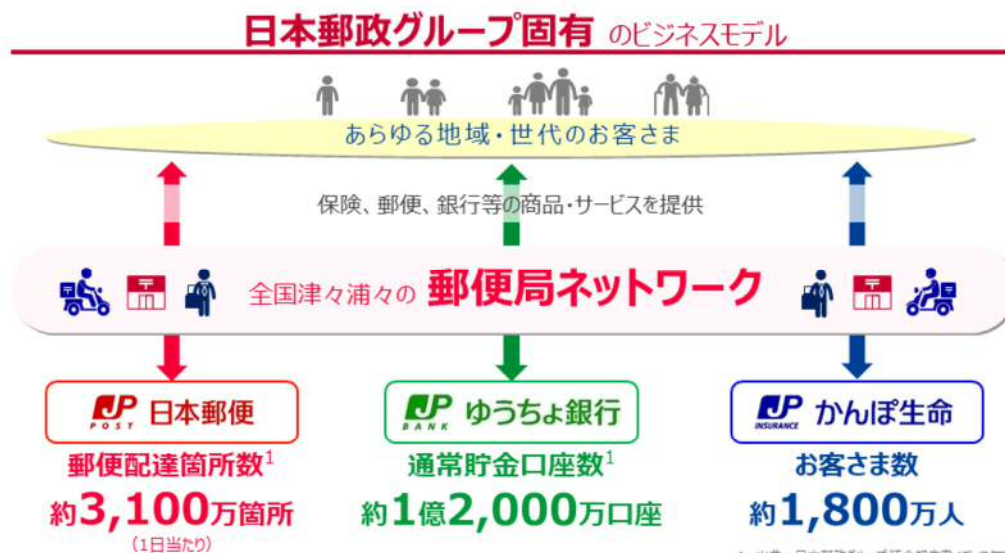 日本郵政グループ固有 のビジネスモデル
あらゆる地域・世代のお客さま
保険、郵便、銀行等の商品・サービスを提供
〒 〒 全国津々浦々の 郵便局ネットワーク 〒 〒
JP POST 日本郵便
郵便配達箇所数1
約3,100万箇所
(1日当たり)
JP BANK ゆうちょ銀行
通常貯金口座数1
約1億2,000万口座
JP INSURANCE かんぽ生命
お客さま数
約1,800万人